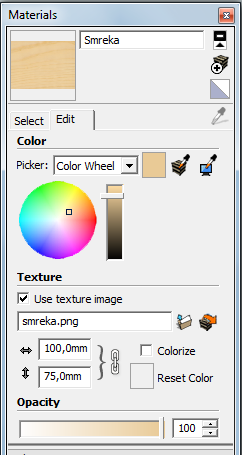 Materials
Smreka
Select Edit
Color
Picker: Color Wheel
Texture
Use texture image
smreka.png
100,0mm Colorize
75,0mm Reset Color
Opacity
100